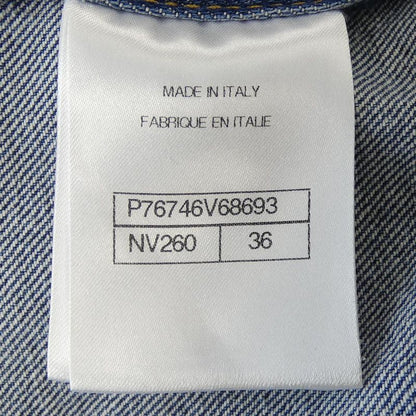 MADE IN ITALY
FABRIQUE EN ITALIE
P76746V68693
NV260 36